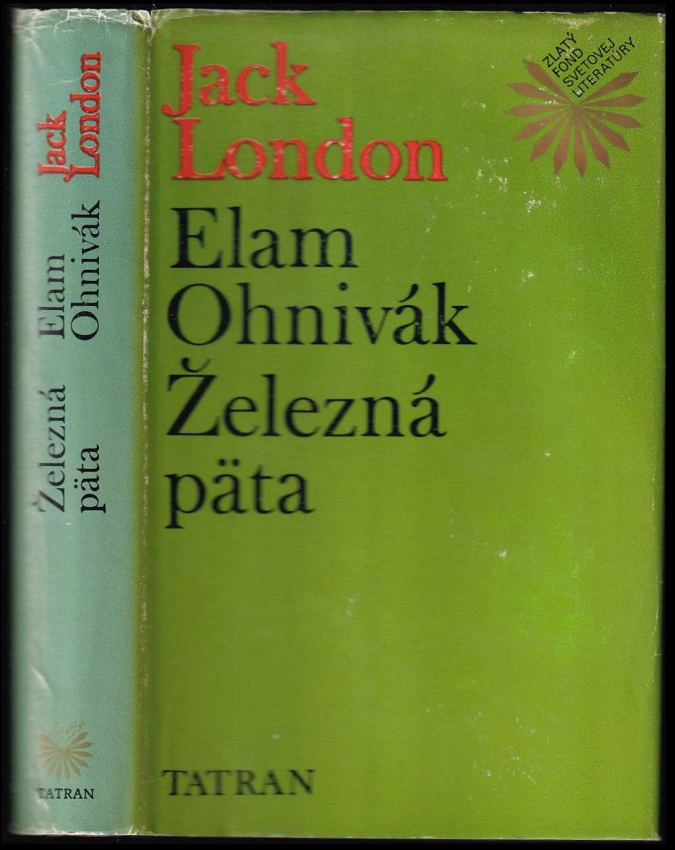 Jack
London
Elam
Ohnivák
Železná
päta
TATRAN
Jack
London
Elam
Ohnivák
Železná
päta
TATRAN
ZLATÝ
FOND
SVETOVEJ
LITERATÚRY